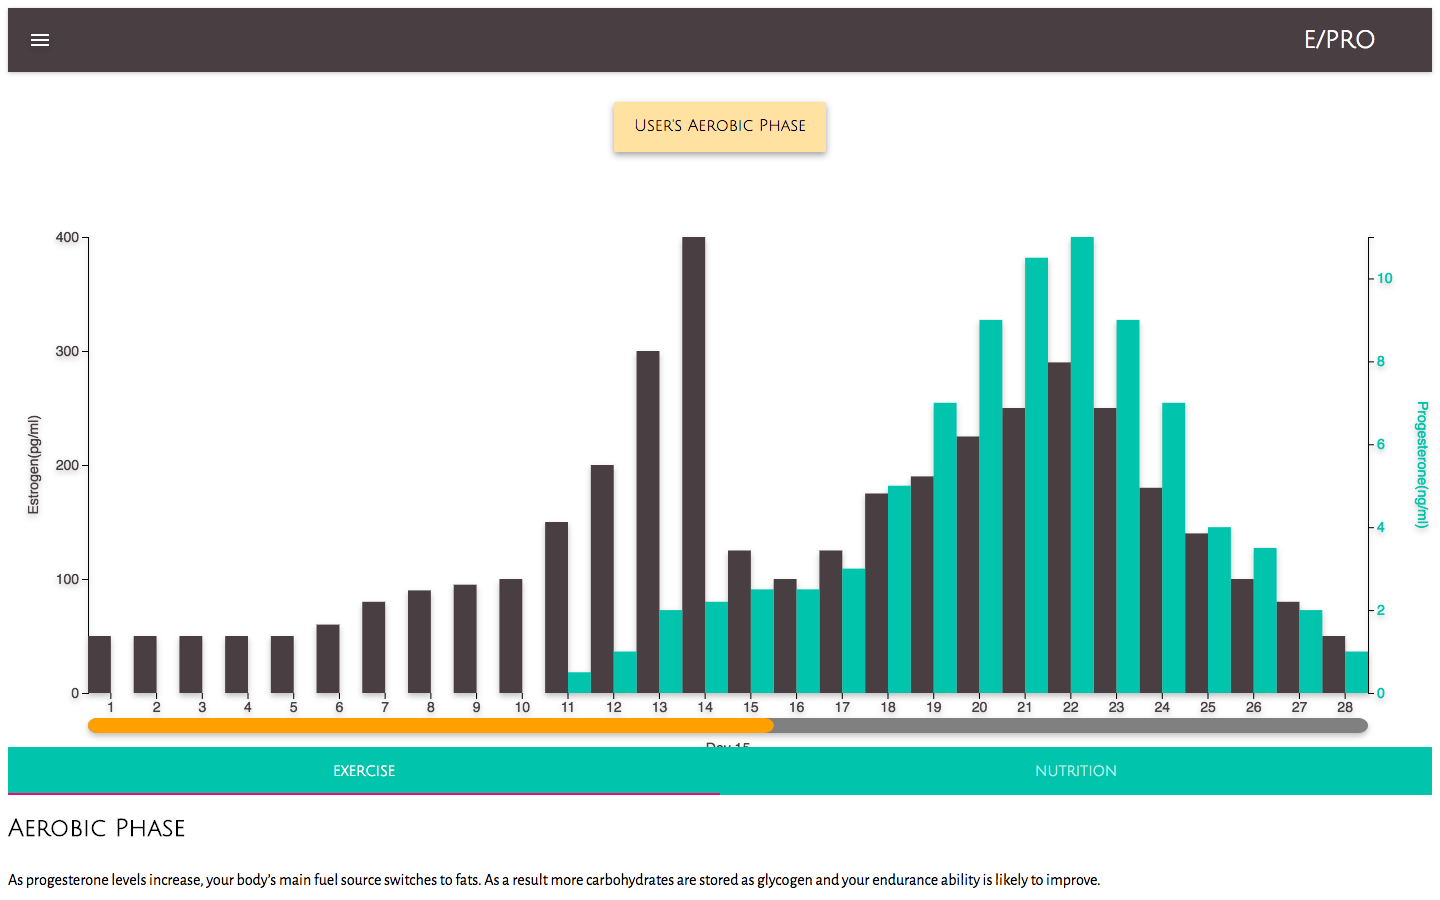 E/PRO
User's Aerobic Phase
400
300
200
100
0
Estrogen(pg/ml)
10
8
6
4
2
0
Progesterone(ng/ml)
1 2 3 4 5 6 7 8 9 10 11 12 13 14 15 16 17 18 19 20 21 22 23 24 25 26 27 28
Day 15
EXERCISE NUTRITION
Aerobic Phase
As progesterone levels increase, your body's main fuel source switches to fats. As a result more carbohydrates are stored as glycogen and your endurance ability is likely to improve.